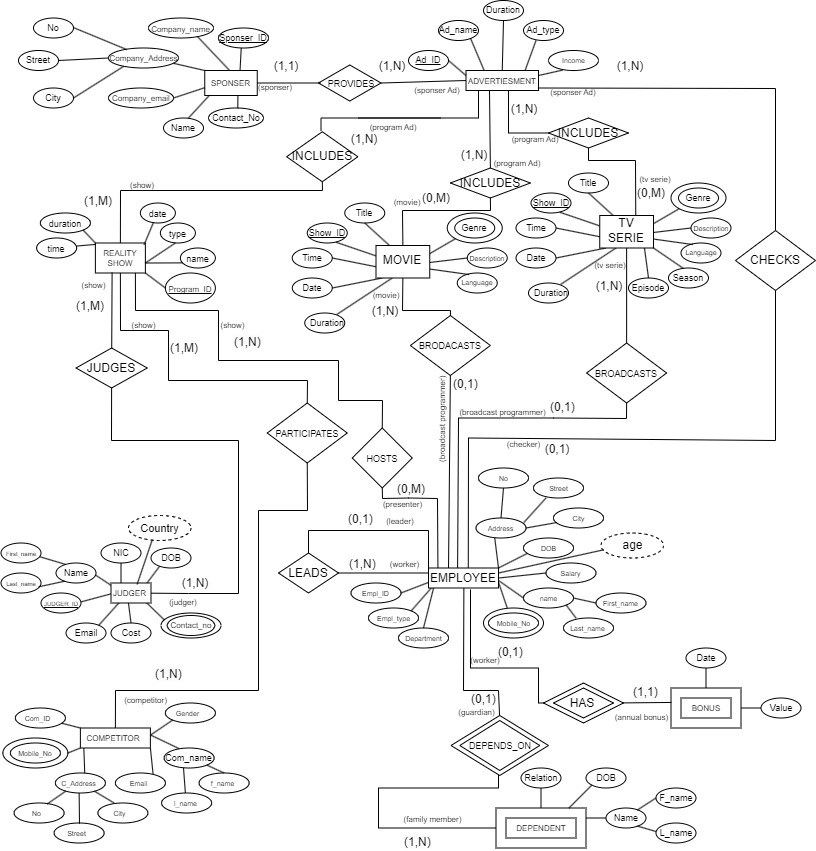 Duration
Ad_name
Ad_type
Ad_ID
Income
No
Company_name
Sponser_ID
Street
Company_Address
City
Company_email
Name
Contact_No
SPONSER
(1,1)
(sponser)
PROVIDES
(1,N)
(sponser Ad)
ADVERTIESMENT
(1,N)
(sponser Ad)
(program Ad)
(1,N)
INCLUDES
(show)
(1,M)
(1,N)
(program Ad)
INCLUDES
(movie)
(0,M)
(1,N)
(program Ad)
INCLUDES
(tv serie)
(0,M)
duration
date
time
type
name
Program_ID
REALITY
SHOW
Title
Show_ID
Genre
Time
Description
Date
Language
Duration
MOVIE
Title
Show_ID
Genre
Time
Description
Date
Language
Duration
Episode
Season
TV
SERIE
CHECKS
(show)
(1,M)
(show)
(1,M)
(show)
(1,N)
(movie)
(1,N)
(tv serie)
(1,N)
JUDGES
BRODACASTS
BROADCASTS
(0,1)
(broadcast programmer)
(broadcast programmer)
(0,1)
(checker)
(0,1)
PARTICIPATES
HOSTS
(0,M)
(presenter)
(0,1)
(leader)
LEADS
(1,N)
(worker)
EMPLOYEE
No
Street
Address
City
DOB
age
Salary
name
First_name
Last_name
Mobile_No
Empl_ID
Empl_type
Department
Country
First_name
NIC
DOB
Name
Last_name
JUDGER_ID
JUDGER
(1,N)
(judger)
Email
Cost
Contact_no
(worker)
(0,1)
HAS
(1,1)
(annual bonus)
Date
BONUS
Value
(1,N)
(competitor)
(0,1)
(guardian)
Com_ID
Gender
COMPETITOR
Mobile_No
Com_name
C_Address
Email
f_name
l_name
No
City
Street
DEPENDS_ON
(family member)
(1,N)
Relation
DOB
DEPENDENT
Name
F_name
L_name